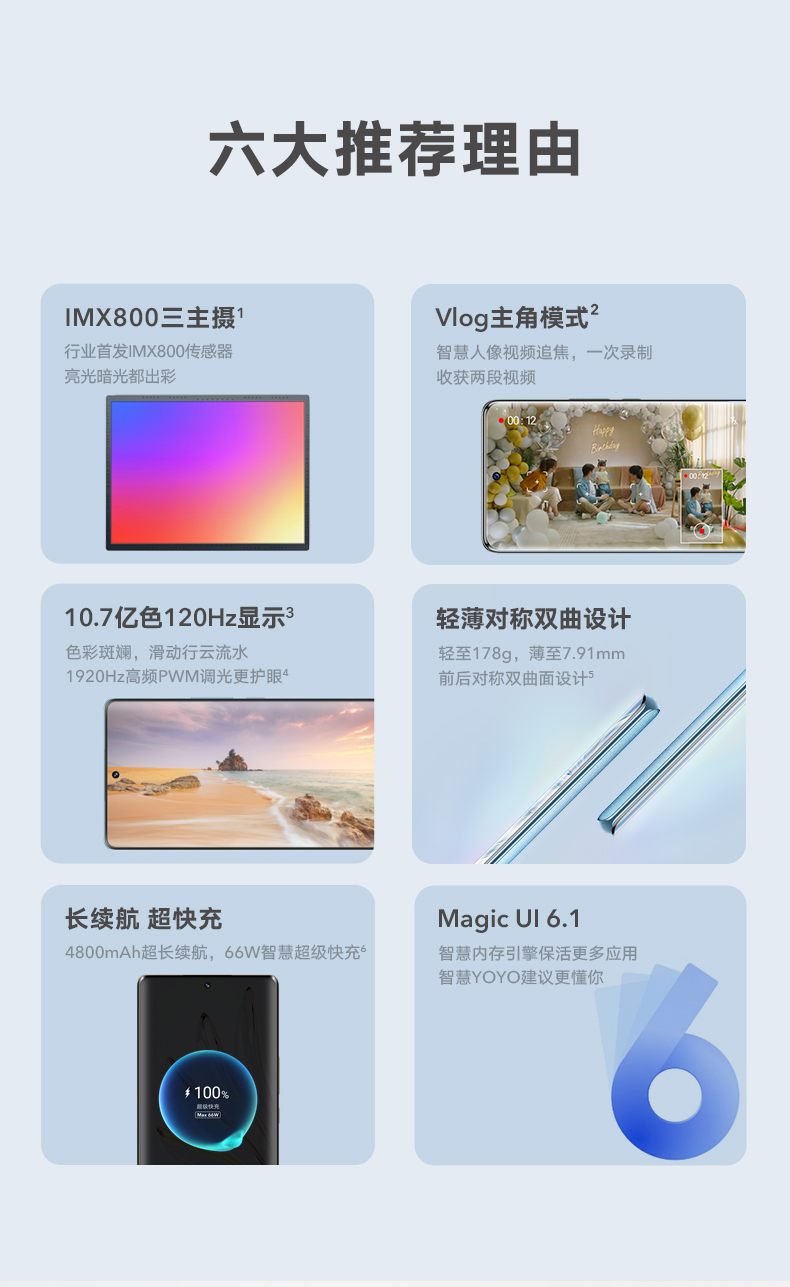 六大推荐理由
IMX800三主摄¹
行业首发IMX800传感器
亮光暗光都出彩
Vlog主角模式²
智慧人像视频追焦，一次录制
收获两段视频
00:12
Happy
Birthday
00:12
10.7亿色120Hz显示³
色彩斑斓，滑动行云流水
1920Hz高频PWM调光更护眼⁴
轻薄对称双曲设计
轻至178g，薄至7.91mm
前后对称双曲面设计⁵
长续航 超快充
4800mAh超长续航，66W智慧超级快充⁶
100%
超级快充
Max 66W
Magic UI 6.1
智慧内存引擎保活更多应用
智慧YOYO建议更懂你
6